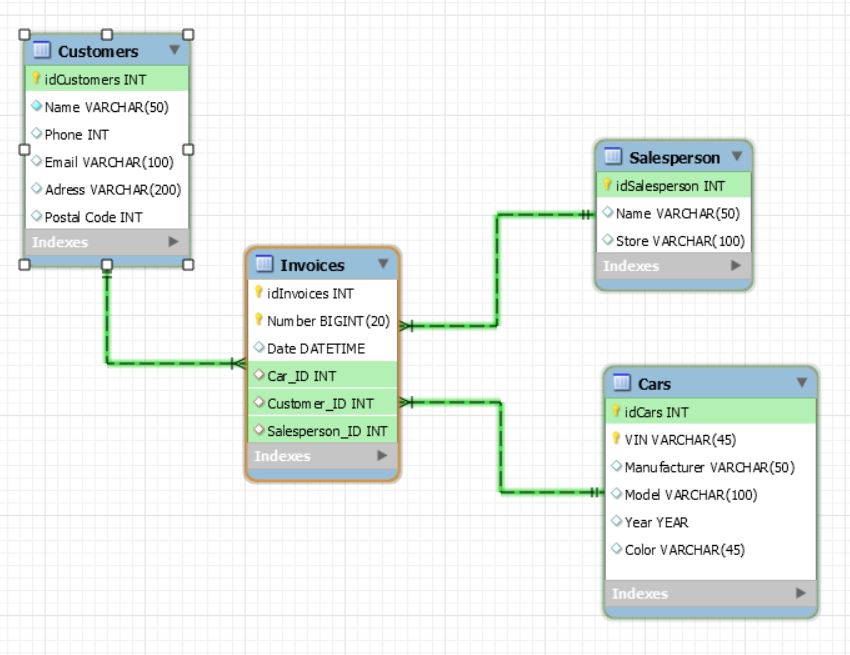 Customers
idCustomers INT
Name VARCHAR(50)
Phone INT
Email VARCHAR(100)
Adress VARCHAR(200)
Postal Code INT
Indexes
Invoices
idInvoices INT
Number BIGINT(20)
Date DATETIME
Car_ID INT
Customer_ID INT
Salesperson_ID INT
Indexes
Salesperson
idSalesperson INT
Name VARCHAR(50)
Store VARCHAR(100)
Indexes
Cars
idCars INT
VIN VARCHAR(45)
Manufacturer VARCHAR(50)
Model VARCHAR(100)
Year YEAR
Color VARCHAR(45)
Indexes